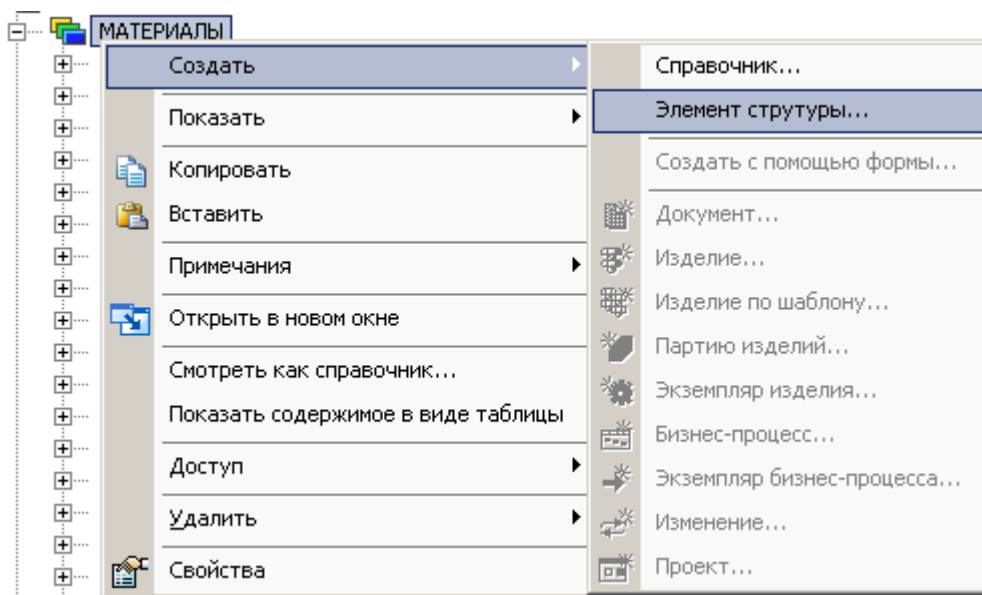 МАТЕРИАЛЫ
Создать
Показать
Копировать
Вставить
Примечания
Открыть в новом окне
Смотреть как справочник...
Показать содержимое в виде таблицы
Доступ
Удалить
Свойства
Справочник...
Элемент струтуры...
Создать с помощью формы...
Документ...
Изделие...
Изделие по шаблону...
Партию изделий...
Экземпляр изделия...
Бизнес-процесс...
Экземпляр бизнес-процесса...
Изменение...
Проект...